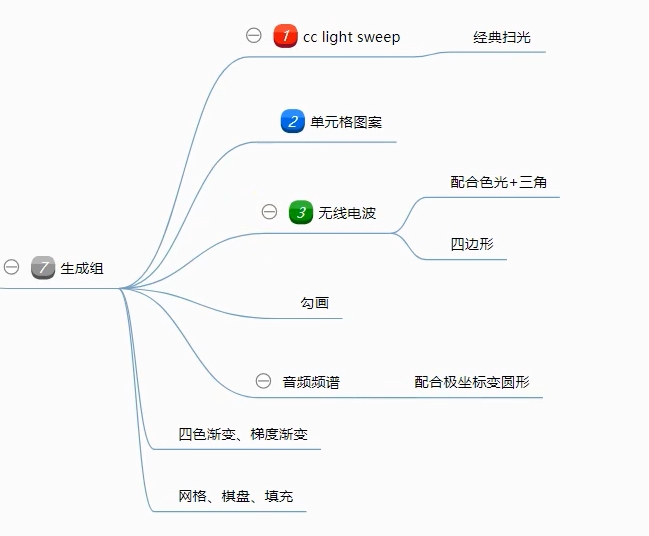 1 cc light sweep
经典扫光
2 单元格图案
配合色光+三角
3 无线电波
四边形
7 生成组
勾画
音频频谱
配合极坐标变圆形
四色渐变、梯度渐变
网格、棋盘、填充